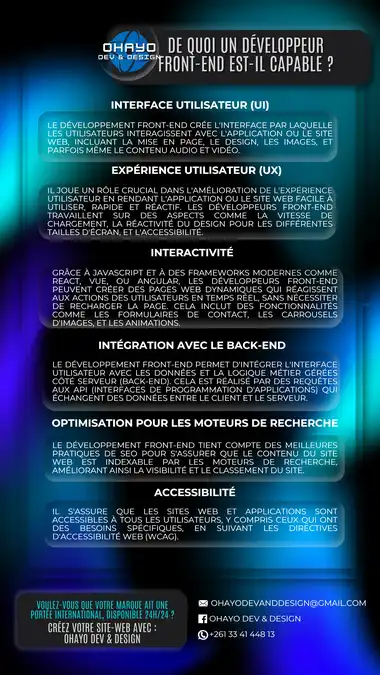 OHAYO
DEV & DESIGN
DE QUOI UN DÉVELOPPEUR
FRONT-END EST-IL CAPABLE ?
INTERFACE UTILISATEUR (UI)
LE DÉVELOPPEMENT FRONT-END CRÉE L'INTERFACE PAR LAQUELLE
LES UTILISATEURS INTERAGISSENT AVEC L'APPLICATION OU LE SITE
WEB, INCLUANT LA MISE EN PAGE, LE DESIGN, LES IMAGES, ET
PARFOIS MÊME LE CONTENU AUDIO ET VIDÉO.
EXPÉRIENCE UTILISATEUR (UX)
IL JOUE UN RÔLE CRUCIAL DANS L'AMÉLIORATION DE L'EXPÉRIENCE
UTILISATEUR EN RENDANT L'APPLICATION OU LE SITE WEB FACILE À
UTILISER, RAPIDE ET RÉACTIF. LES DÉVELOPPEURS FRONT-END
TRAVAILLENT SUR DES ASPECTS COMME LA VITESSE DE
CHARGEMENT, LA RÉACTIVITÉ DU DESIGN POUR LES DIFFÉRENTES
TAILLES D'ÉCRAN, ET L'ACCESSIBILITÉ.
INTERACTIVITÉ
GRÂCE À JAVASCRIPT ET À DES FRAMEWORKS MODERNES COMME
REACT, VUE, OU ANGULAR, LES DÉVELOPPEURS FRONT-END
PEUVENT CRÉER DES PAGES WEB DYNAMIQUES QUI RÉAGISSENT
AUX ACTIONS DES UTILISATEURS EN TEMPS RÉEL, SANS NÉCESSITER
DE RECHARGER LA PAGE. CELA INCLUT DES FONCTIONNALITÉS
COMME LES FORMULAIRES DE CONTACT, LES CARROUSELS
D'IMAGES, ET LES ANIMATIONS.
INTÉGRATION AVEC LE BACK-END
LE DÉVELOPPEMENT FRONT-END PERMET D'INTÉGRER L'INTERFACE
UTILISATEUR AVEC LES DONNÉES ET LA LOGIQUE MÉTIER GÉRÉES
CÔTÉ SERVEUR (BACK-END). CELA EST RÉALISÉ PAR DES REQUÊTES
AUX API (INTERFACES DE PROGRAMMATION D'APPLICATIONS) QUI
ÉCHANGENT DES DONNÉES ENTRE LE CLIENT ET LE SERVEUR.
OPTIMISATION POUR LES MOTEURS DE RECHERCHE
LE DÉVELOPPEMENT FRONT-END TIENT COMPTE DES MEILLEURES
PRATIQUES DE SEO POUR S'ASSURER QUE LE CONTENU DU SITE
WEB EST INDEXABLE PAR LES MOTEURS DE RECHERCHE,
AMÉLIORANT AINSI LA VISIBILITÉ ET LE CLASSEMENT DU SITE.
ACCESSIBILITÉ
IL S'ASSURE QUE LES SITES WEB ET APPLICATIONS SONT
ACCESSIBLES À TOUS LES UTILISATEURS, Y COMPRIS CEUX QUI ONT
DES BESOINS SPÉCIFIQUES, EN SUIVANT LES DIRECTIVES
D'ACCESSIBILITÉ WEB (WCAG).
VOULEZ-VOUS QUE VOTRE MARQUE AIT UNE
PORTÉE INTERNATIONAL, DISPONIBLE 24H/24 ?
CRÉEZ VOTRE SITE-WEB AVEC :
OHAYO DEV & DESIGN
OHAYODEVANDDESIGN@GMAIL.COM
OHAYO DEV & DESIGN
+261 33 41 448 13